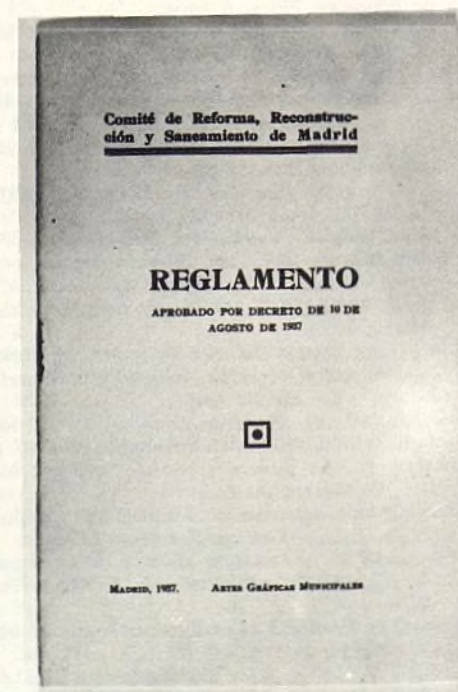 Comité de Reforma, Reconstruc-
ción y Saneamiento de Madrid
REGLAMENTO
APROBADO POR DECRETO DE 10 DE
AGOSTO DE 1937
MADRID, 1937. ARTES GRÁFICAS MUNICIPALES